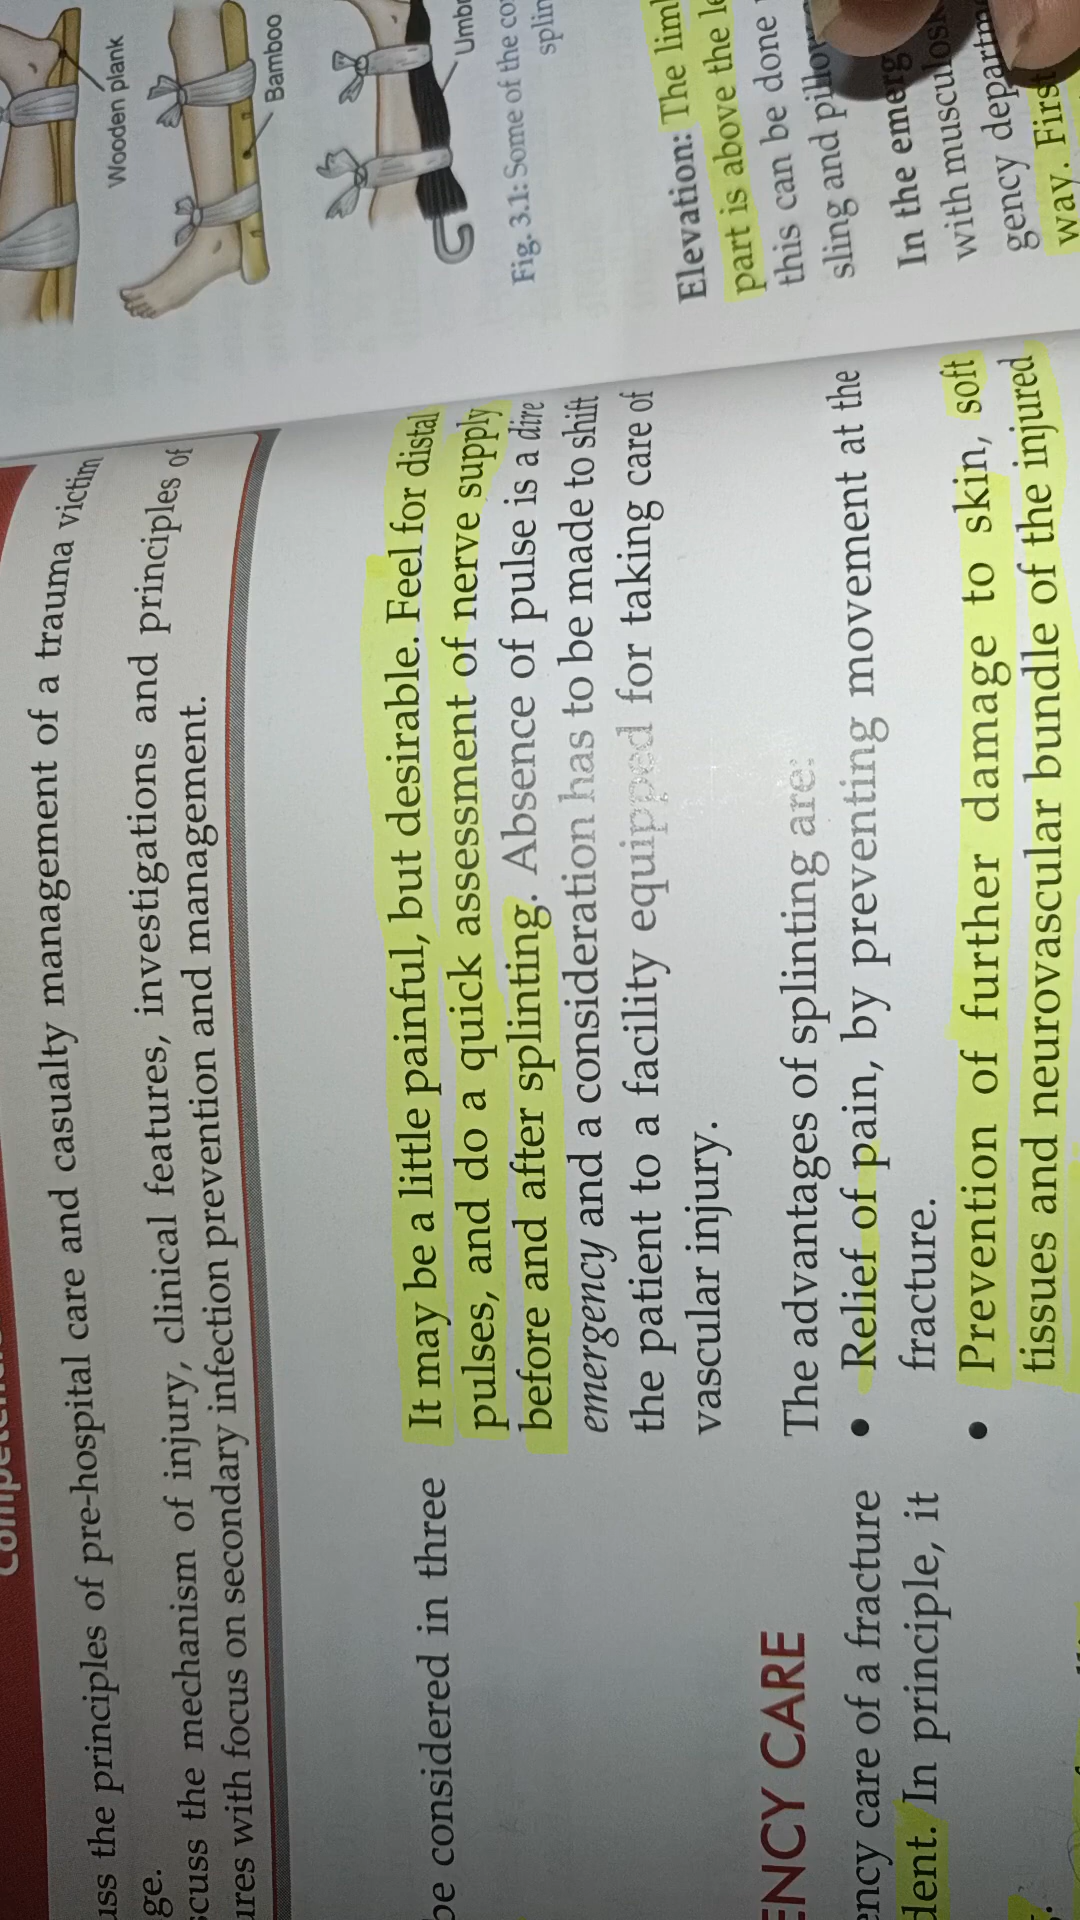 uss the principles of pre-hospital care and casualty management of a trauma victim
ge.
scuss the mechanism of injury, clinical features, investigations and principles of
ures with focus on secondary infection prevention and management.
be considered in three
ENCY CARE
ency care of a fracture
dent. In principle, it
It may be a little painful, but desirable. Feel for distal
pulses, and do a quick assessment of nerve supply
before and after splinting. Absence of pulse is a dire
emergency and a consideration has to be made to shift
the patient to a facility equipped for taking care of
vascular injury.
The advantages of splinting are:
• Relief of pain, by preventing movement at the
fracture.
• Prevention of further damage to skin, soft
tissues and neurovascular bundle of the injured
Wooden plank
Bamboo
Umbr
Fig. 3.1: Some of the co
splin
Elevation: The liml
part is above the le
this can be done
sling and pillow
In the emerg
with musculosk
gency departm
way. First